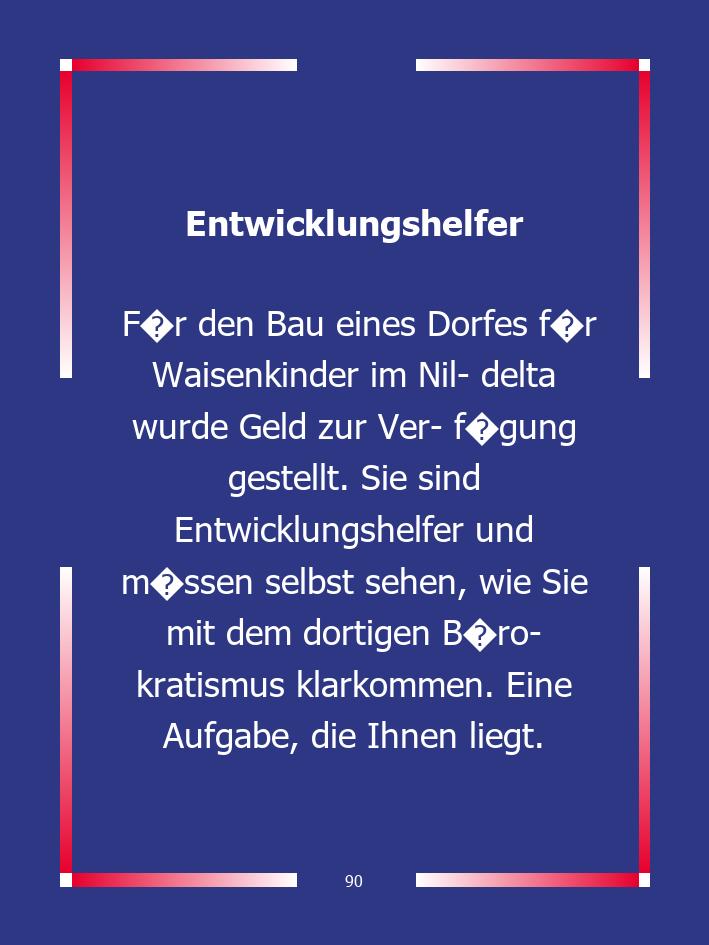 Entwicklungshelfer
F�r den Bau eines Dorfes f�r
Waisenkinder im Nil- delta
wurde Geld zur Ver- f�gung
gestellt. Sie sind
Entwicklungshelfer und
m�ssen selbst sehen, wie Sie
mit dem dortigen B�ro-
kratismus klarkommen. Eine
Aufgabe, die Ihnen liegt.
90